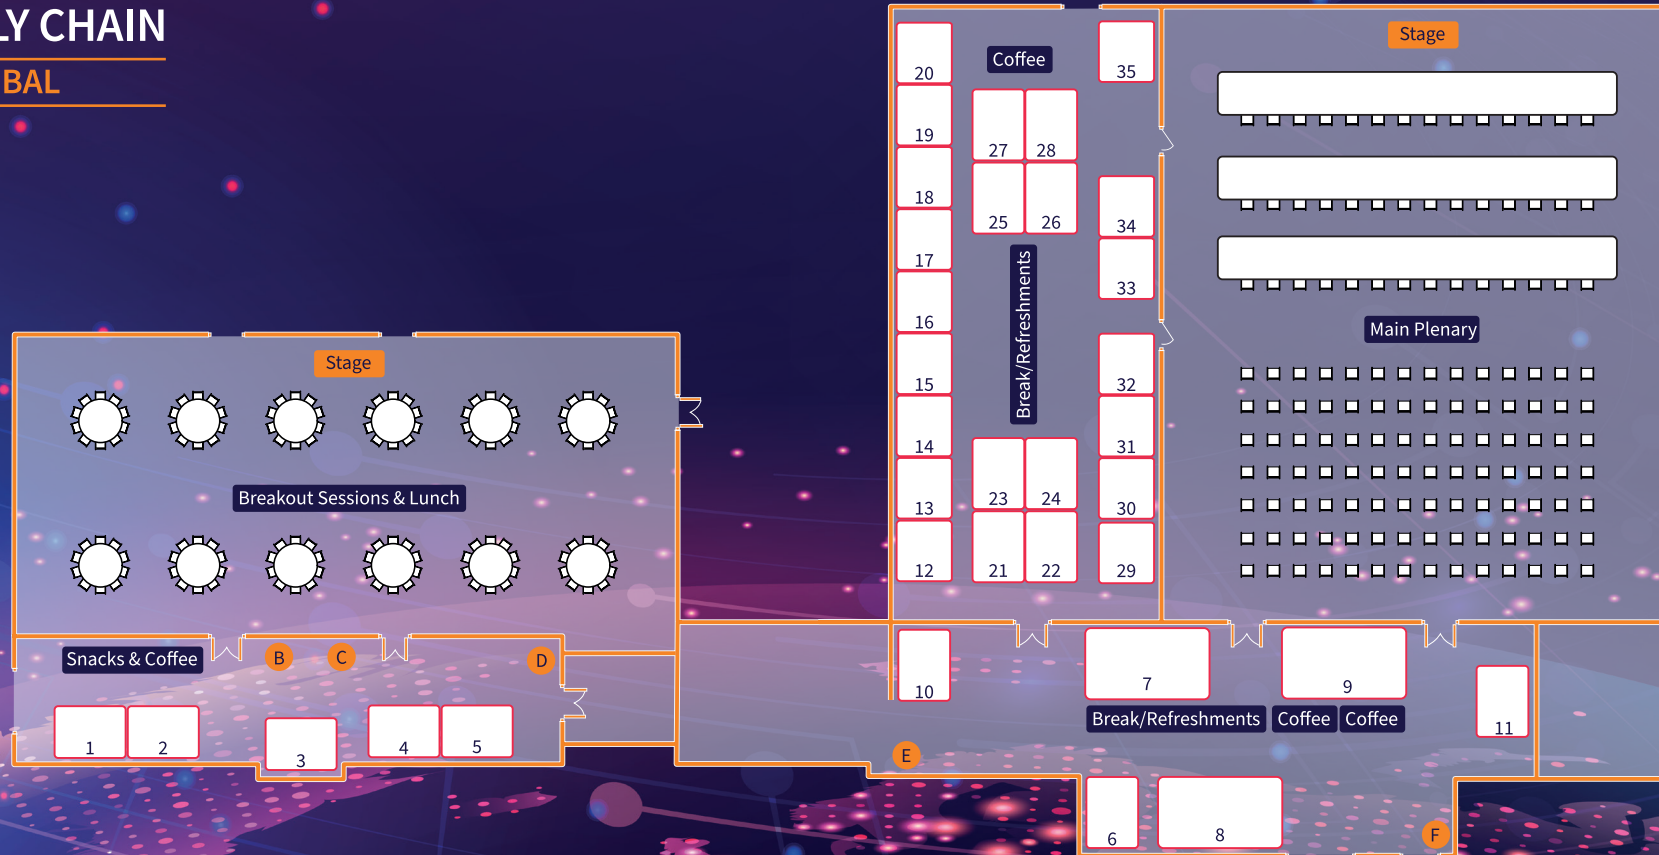 LY CHAIN
BAL
Stage
Breakout Sessions & Lunch
Snacks & Coffee
B
C
D
1
2
3
4
5
20
19
18
17
16
15
14
13
12
Coffee
27
28
25
26
Break/Refreshments
23
24
21
22
35
34
33
32
31
30
29
Stage
Main Plenary
10
7
9
11
Break/Refreshments
Coffee
Coffee
E
6
8
F